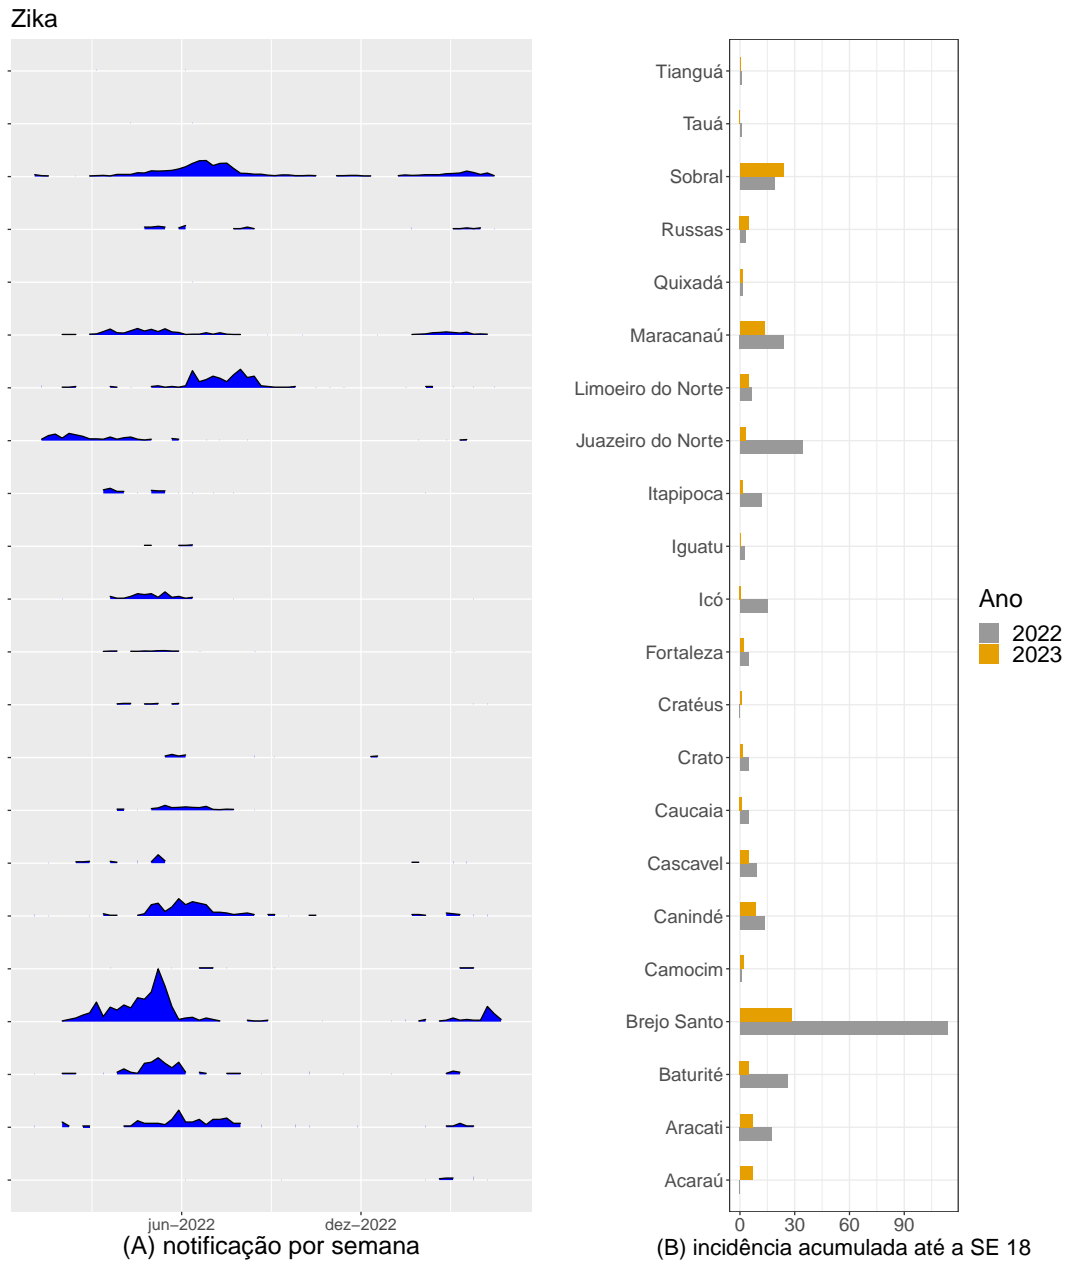 Zika
Tianguá
Tauá
Sobral
Russas
Quixadá
Maracanaú
Limoeiro do Norte
Juazeiro do Norte
Itapipoca
Iguatu
Icó
Fortaleza
Cratéus
Crato
Caucaia
Cascavel
Canindé
Camocim
Brejo Santo
Baturité
Aracati
Acaraú
Ano
2022
2023
jun−2022 dez−2022
(A) notificação por semana
0 30 60 90
(B) incidência acumulada até a SE 18